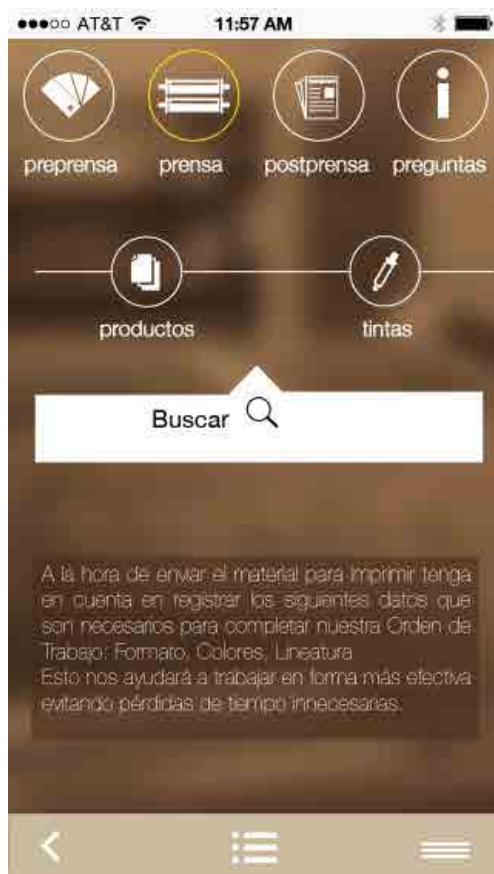 AT&T 11:57 AM
preprensa prensa postprensa preguntas
productos tintas
Buscar
A la hora de enviar el material para imprimir tenga
en cuenta en registrar los siguientes datos que
son necesarios para completar nuestra Orden de
Trabajo: Formato, Colores, Lineatura
Esto nos ayudará a trabajar en forma más efectiva
evitando pérdidas de tiempo innecesarias.